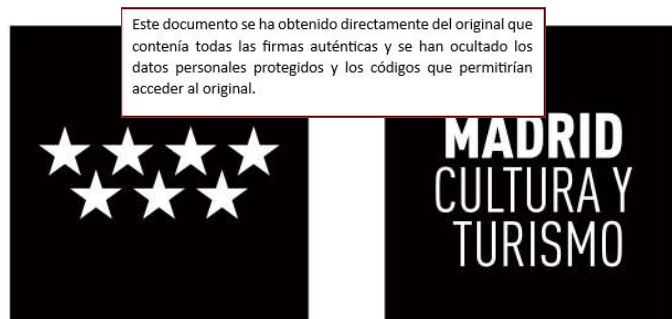 Este documento se ha obtenido directamente del original que
contenía todas las firmas auténticas y se han ocultado los
datos personales protegidos y los códigos que permitirían
acceder al original.
MADRID
CULTURA Y
TURISMO